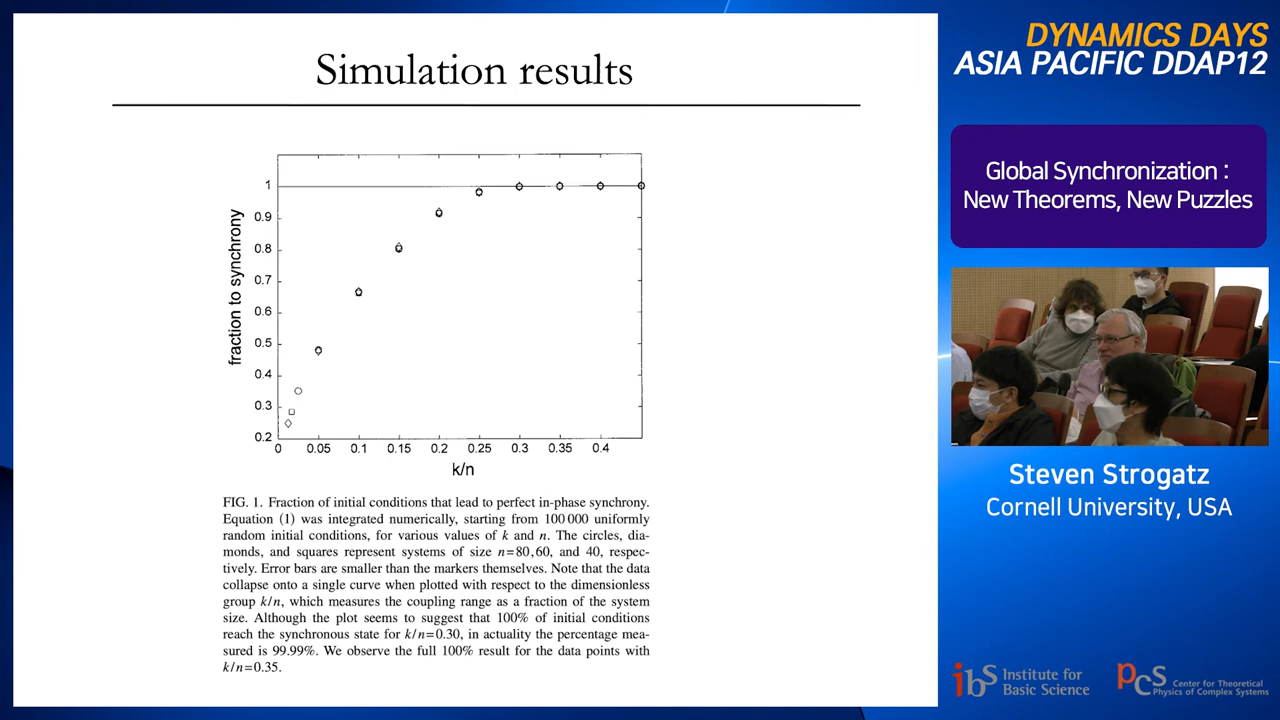 Simulation results
1
0.9
0.8
0.7
0.6
0.5
0.4
0.3
0.2
fraction to synchrony
0 0.05 0.1 0.15 0.2 0.25 0.3 0.35 0.4
k/n
FIG. 1. Fraction of initial conditions that lead to perfect in-phase synchrony.
Equation (1) was integrated numerically, starting from 100 000 uniformly
random initial conditions, for various values of k and n. The circles, dia-
monds, and squares represent systems of size n=80,60, and 40, respec-
tively. Error bars are smaller than the markers themselves. Note that the data
collapse onto a single curve when plotted with respect to the dimensionless
group k/n, which measures the coupling range as a fraction of the system
size. Although the plot seems to suggest that 100% of initial conditions
reach the synchronous state for k/n=0.30, in actuality the percentage mea-
sured is 99.99%. We observe the full 100% result for the data points with
k/n=0.35.
DYNAMICS DAYS
ASIA PACIFIC DDAP12
Global Synchronization :
New Theorems, New Puzzles
Steven Strogatz
Cornell University, USA
ibS Institute for
Basic Science
PCS Center for Theoretical
Physics of Complex Systems